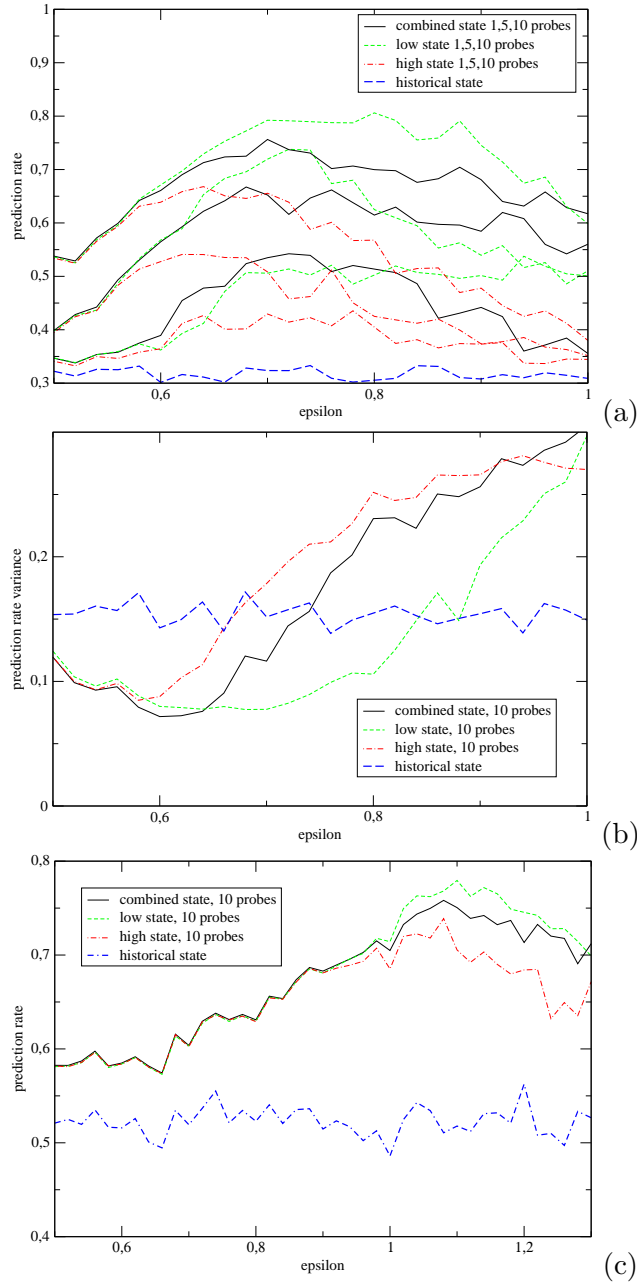 1
combined state 1,5,10 probes
low state 1,5,10 probes
high state 1,5,10 probes
historical state
0,9
0,8
0,7
0,6
0,5
0,4
0,3
prediction rate
0,6
0,8
1
epsilon
(a)
0,2
0,1
0
prediction rate variance
combined state, 10 probes
low state, 10 probes
high state, 10 probes
historical state
0,6
0,8
1
epsilon
(b)
0,8
combined state, 10 probes
low state, 10 probes
high state, 10 probes
historical state
0,7
0,6
0,5
0,4
prediction rate
0,6
0,8
1
1,2
epsilon
(c)